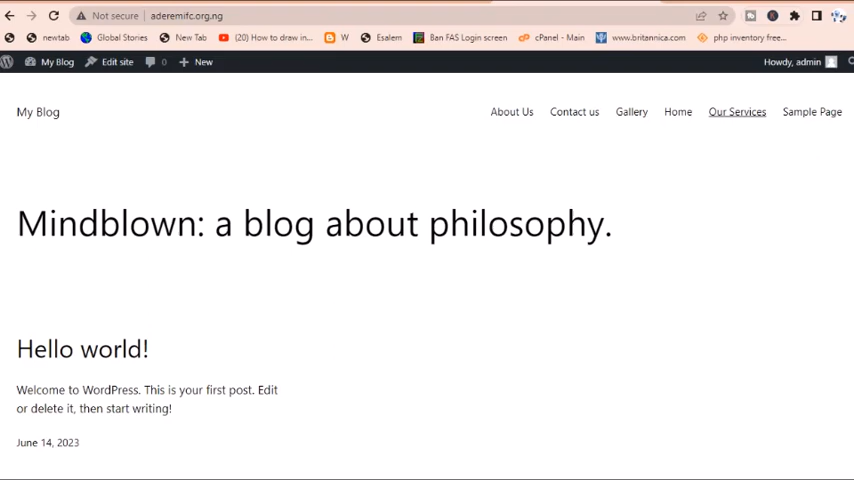 Not secure aderemifc.org.ng
newtab Global Stories New Tab (20) How to draw in... W Esalem Ban FAS Login screen cPanel - Main www.britannica.com php inventory free...
My Blog Edit site 0 New Howdy, admin
My Blog About Us Contact us Gallery Home Our Services Sample Page
Mindblown: a blog about philosophy.
Hello world!
Welcome to WordPress. This is your first post. Edit
or delete it, then start writing!
June 14, 2023